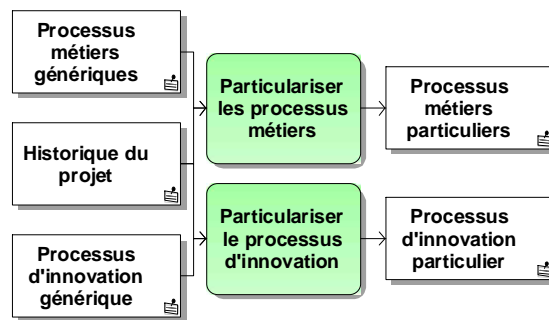 Processus
métiers
génériques
Particulariser
les processus
métiers
Processus
métiers
particuliers
Historique du
projet
Processus
d'innovation
générique
Particulariser
le processus
d'innovation
Processus
d'innovation
particulier